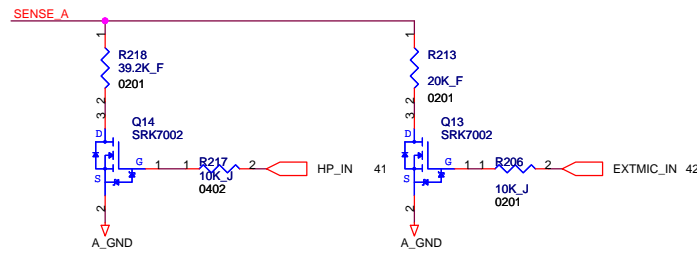 SENSE_A
1
R218
39.2K_F
0201
2
3
Q14
SRK7002
D
G
S
1
1
R217
2
10K_J
0402
HP_IN
41
2
A_GND
1
R213
20K_F
0201
2
3
Q13
SRK7002
D
G
S
1
1
R206
2
10K_J
0201
EXTMIC_IN
42
2
A_GND